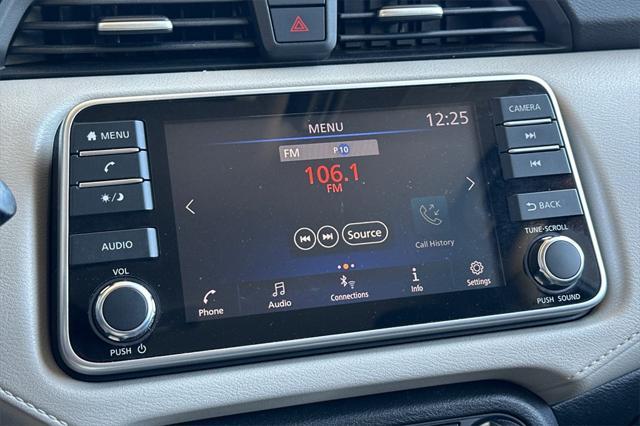 MENU
AUDIO
VOL
PUSH
MENU
12:25
FM P 10
106.1
FM
Source
Call History
Phone
Audio
Connections
Info
Settings
CAMERA
BACK
TUNE-SCROLL
PUSH SOUND